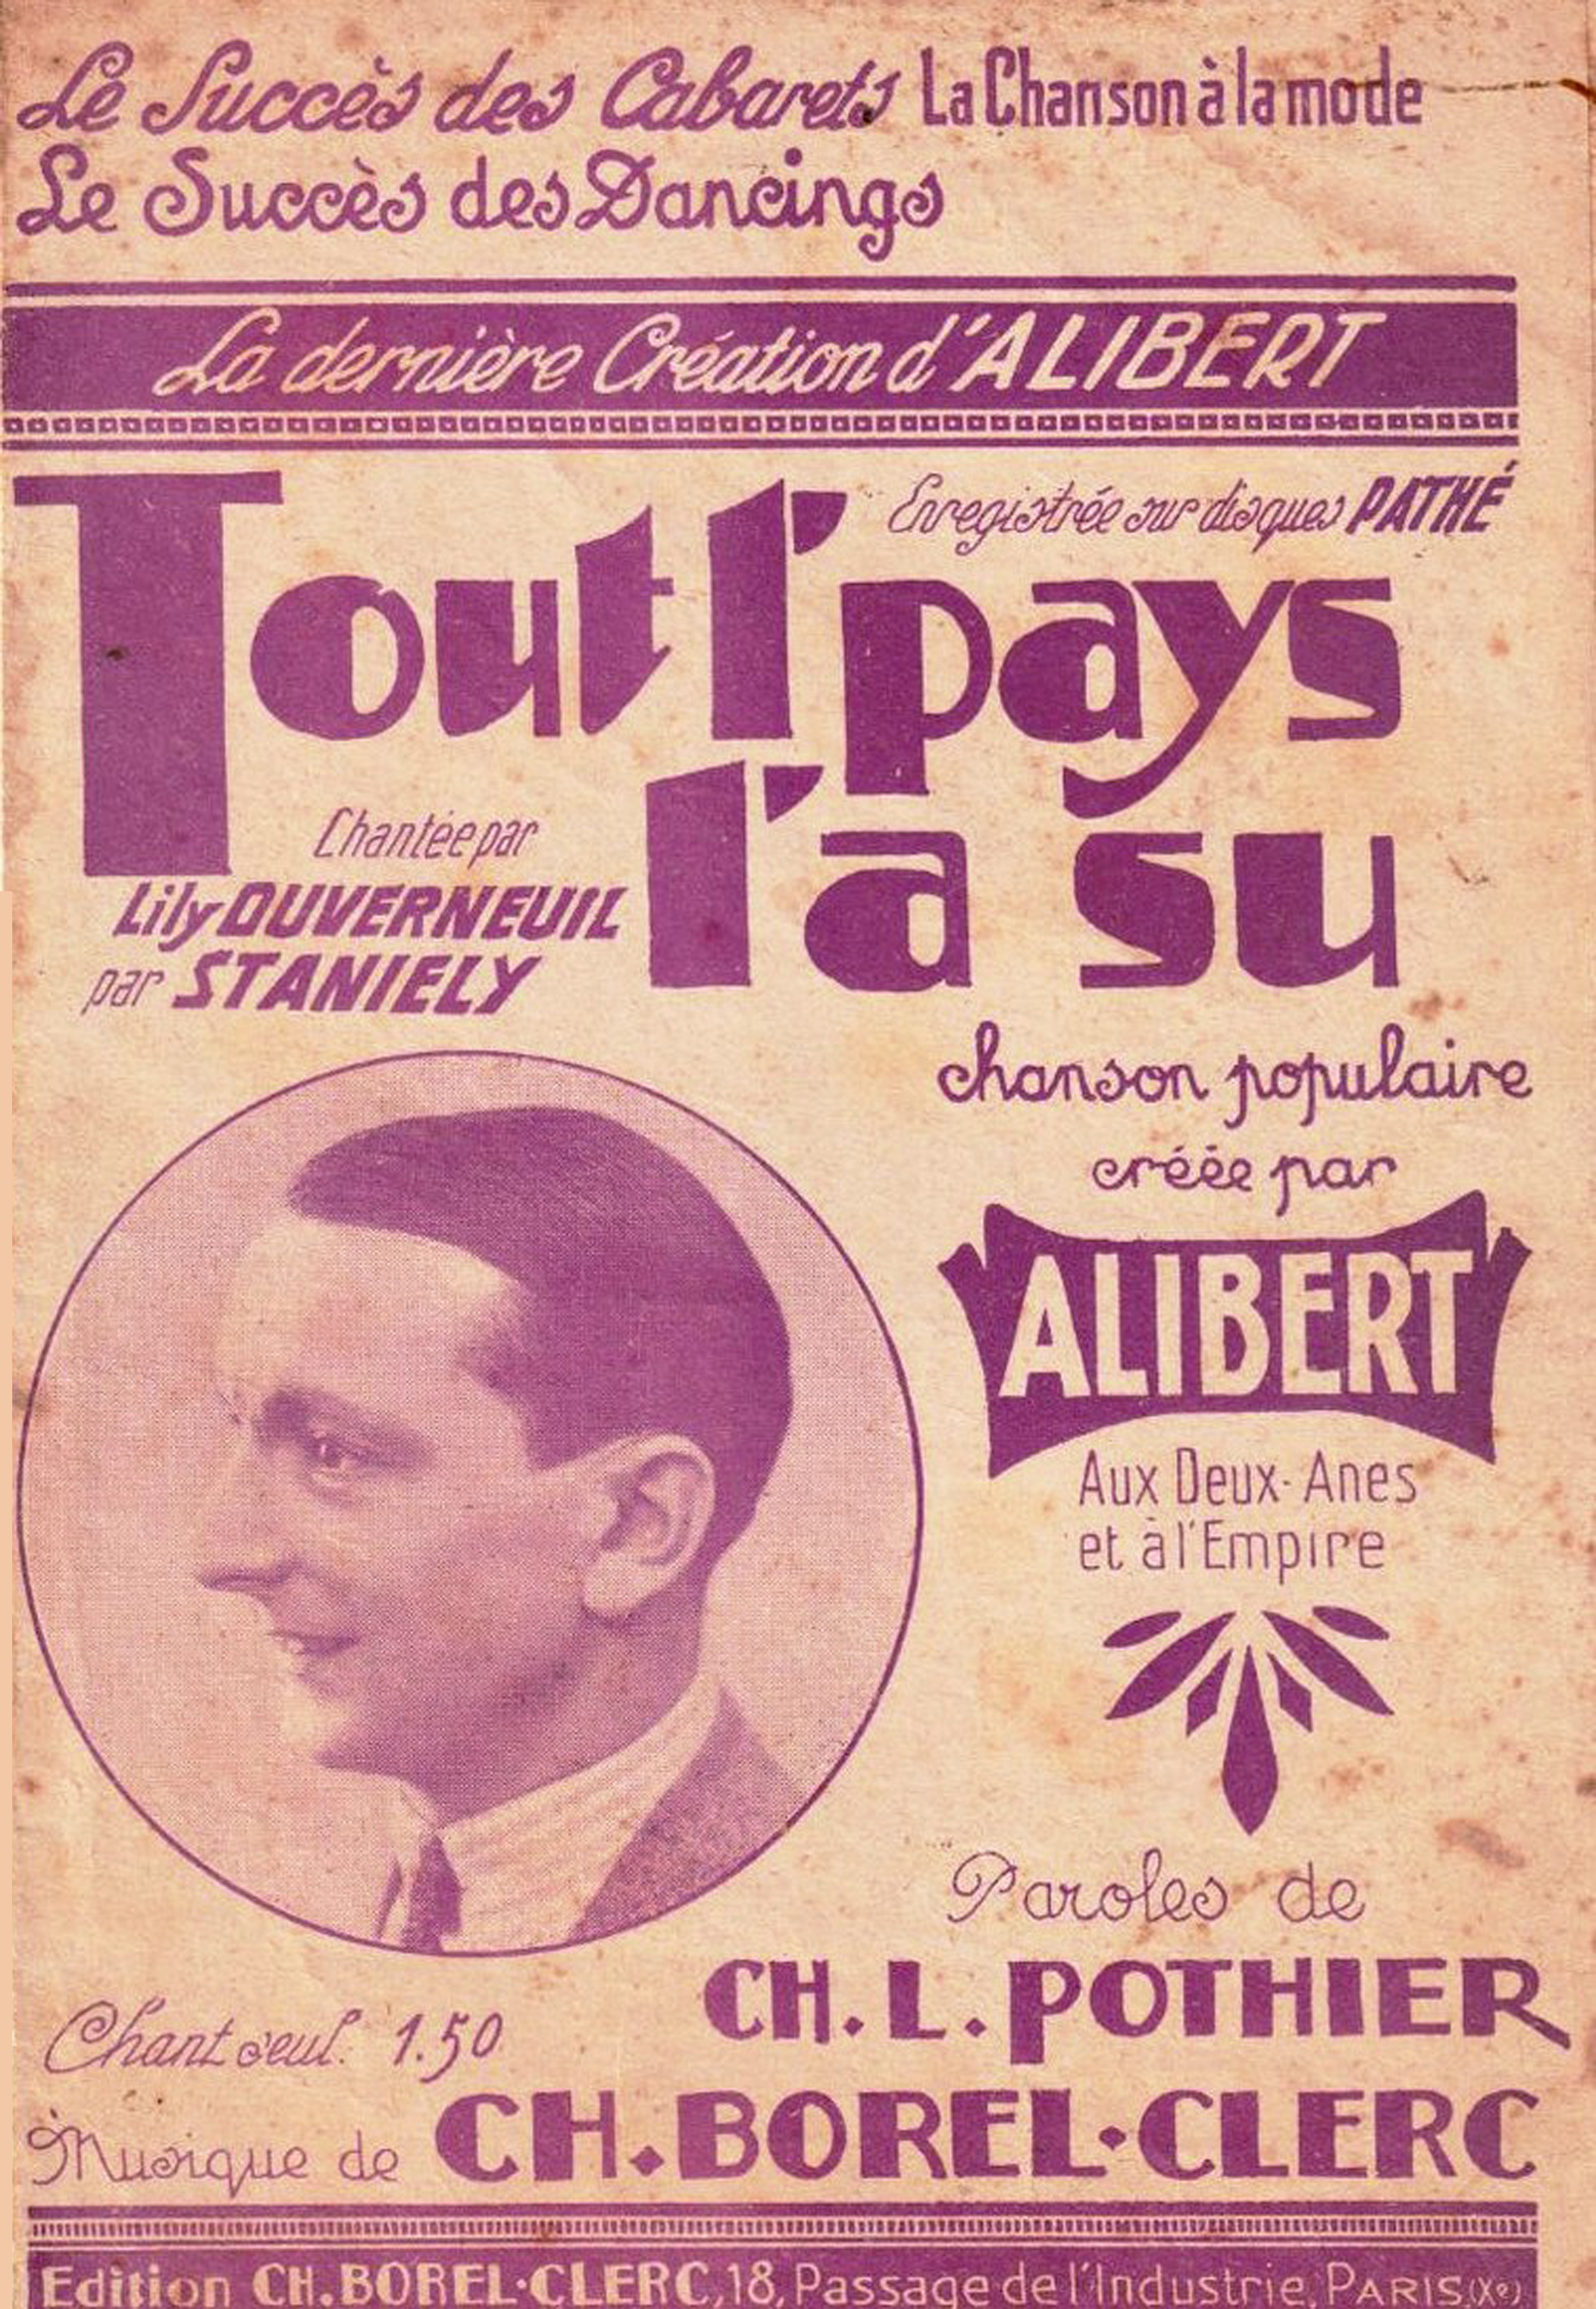 Le Succès des Cabarets La Chanson à la mode
Le Succès des Dancings
La dernière Création d'ALIBERT
Enregistrée sur disques PATHÉ
Tout l'pays
l'a su
Chantée par
Lily DUVERNEUIL
par STANIELY
chanson populaire
créée par
ALIBERT
Aux Deux-Anes
et à l'Empire
Paroles de
CH. L. POTHIER
Chant seul. 1.50
Musique de CH. BOREL-CLERC
Edition CH. BOREL-CLERC, 18, Passage de l'Industrie, PARIS (Xe)